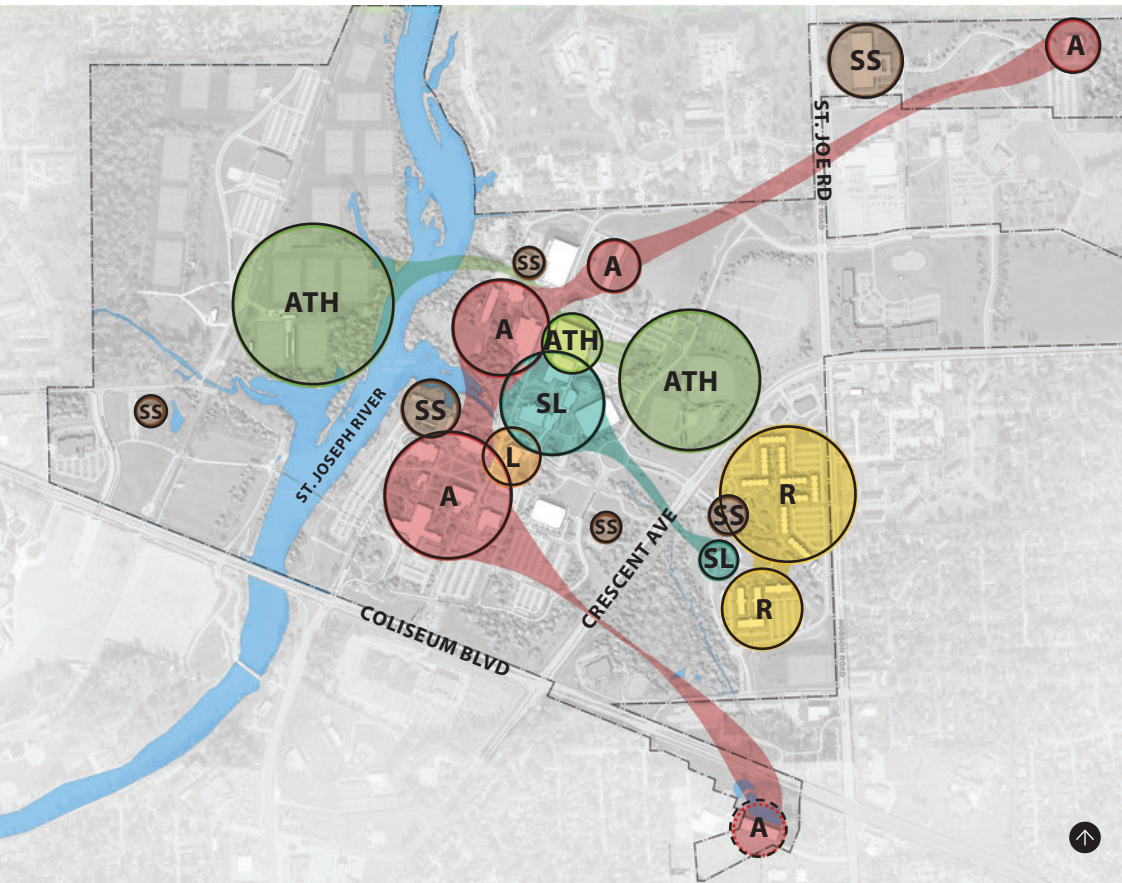 SS
A
ST. JOE RD
SS
A
ATH
A
ATH
ATH
SL
SS
SS
ST. JOSEPH RIVER
L
A
R
SS
SS
CRESCENT AVE
SL
R
COLISEUM BLVD
A